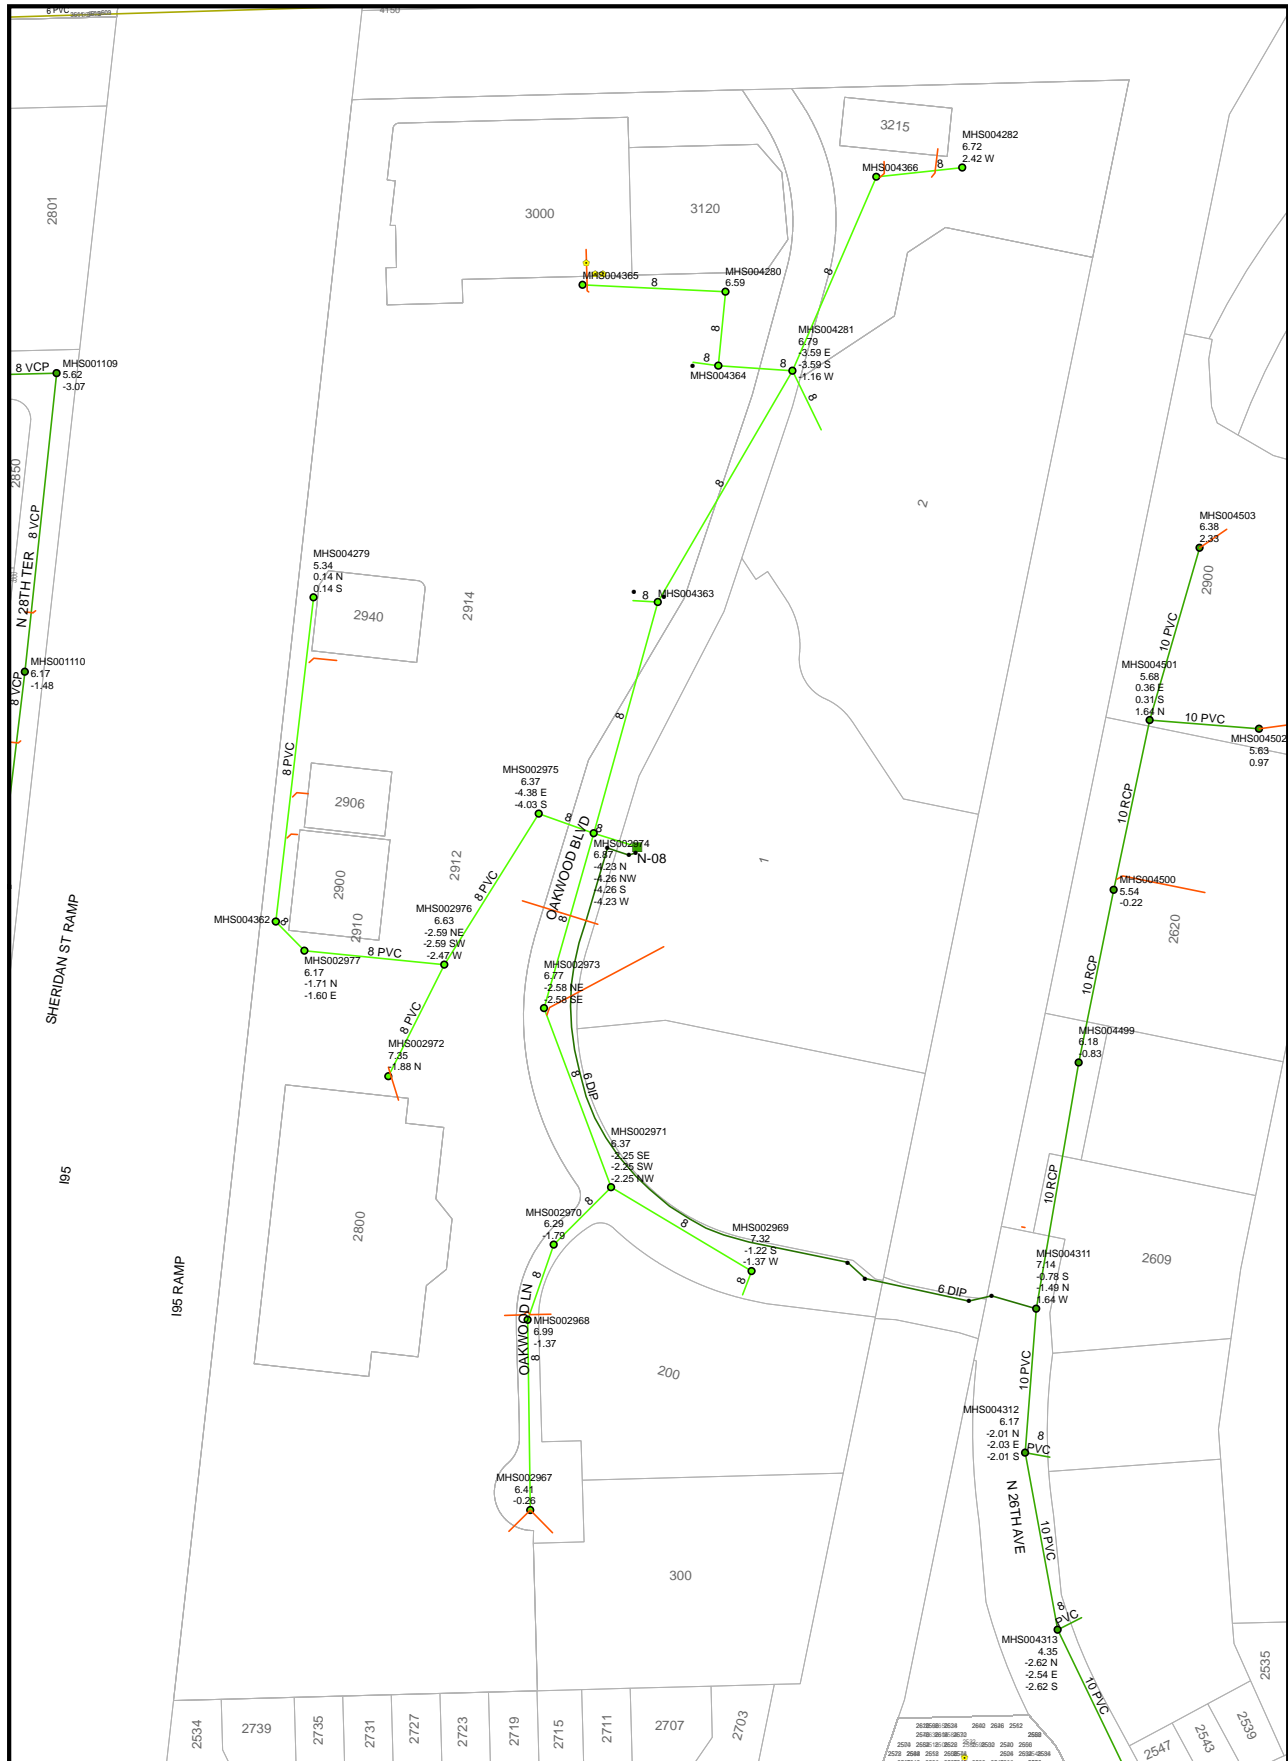 6 PVC
4150
3215
MHS004282
6.72
2.42 W
MHS004366
8
2801
3000
3120
MHS004365
8
MHS004280
6.59
8
8
MHS004281
6.79
-3.59 E
-3.59 S
-1.16 W
8 VCP
MHS001109
5.62
-3.07
8
MHS004364
8
8
2850
8 VCP
N 28TH TER
8
2
MHS004503
6.38
2.33
2900
MHS004279
5.34
0.14 N
0.14 S
2940
2914
8
MHS004363
10 PVC
MHS001110
6.17
-1.48
8 VCP
MHS004501
5.68
0.36 E
0.31 S
1.64 N
10 PVC
MHS004502
5.63
0.97
8
8 PVC
MHS002975
6.37
-4.38 E
-4.03 S
2906
8
8
OAKWOOD BLVD
MHS002974
6.87
-4.23 N
-4.26 NW
-4.26 S
-4.23 W
N-08
1
10 RCP
2912
8 PVC
MHS004500
5.54
-0.22
2900
2910
MHS002976
6.63
-2.59 NE
-2.59 SW
-2.47 W
8
MHS004362
8
2620
SHERIDAN ST RAMP
MHS002977
6.17
-1.71 N
-1.60 E
8 PVC
MHS002973
6.77
-2.58 NE
-2.58 SE
10 RCP
8 PVC
MHS002972
7.35
-1.88 N
MHS004499
6.18
-0.83
8
6 DIP
MHS002971
6.37
-2.25 SE
-2.25 SW
-2.25 NW
I95
10 RCP
8
MHS002970
6.29
-1.79
8
MHS002969
-7.32
-1.22 S
-1.37 W
2800
8
8
6 DIP
MHS004311
7.14
-0.78 S
-1.49 N
1.64 W
2609
I95 RAMP
OAKWOOD LN
MHS002968
6.99
-1.37
8
200
10 PVC
MHS004312
6.17
-2.01 N
-2.03 E
-2.01 S
8
PVC
MHS002967
6.41
-0.26
N 26TH AVE
10 PVC
300
8
PVC
MHS004313
4.35
-2.62 N
-2.54 E
-2.62 S
10 PVC
2535
2534
2739
2735
2731
2727
2723
2719
2715
2711
2707
2703
2547
2543
2539